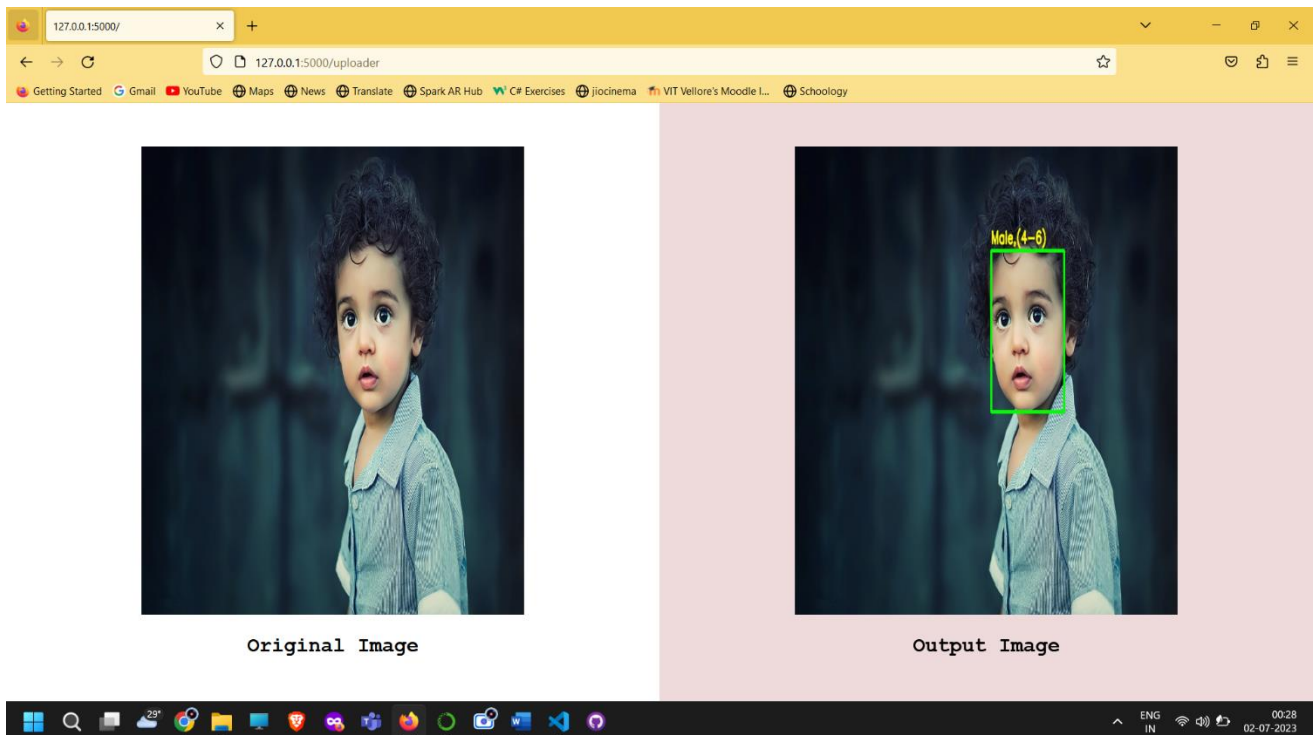 127.0.0.1:5000/
127.0.0.1:5000/uploader
Getting Started Gmail YouTube Maps News Translate Spark AR Hub C# Exercises jiocinema VIT Vellore's Moodle l... Schoology
Male,(4-6)
Original Image
Output Image
29°
ENG
IN
00:28
02-07-2023